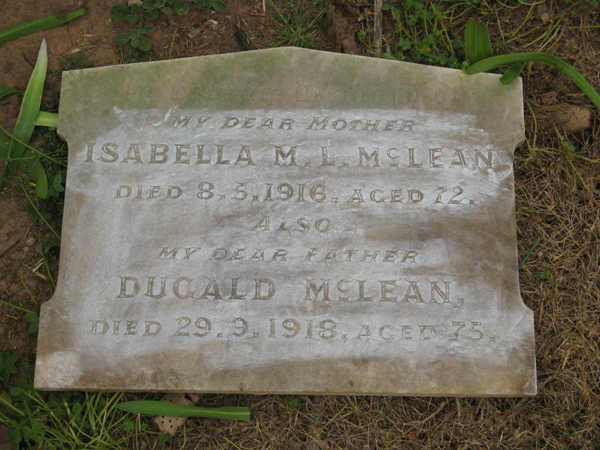 MY DEAR MOTHER
ISABELLA M. L. McLEAN
DIED 8.5.1916, AGED 72.
ALSO
MY DEAR FATHER
DUGALD McLEAN,
DIED 29.9.1918, AGED 75.